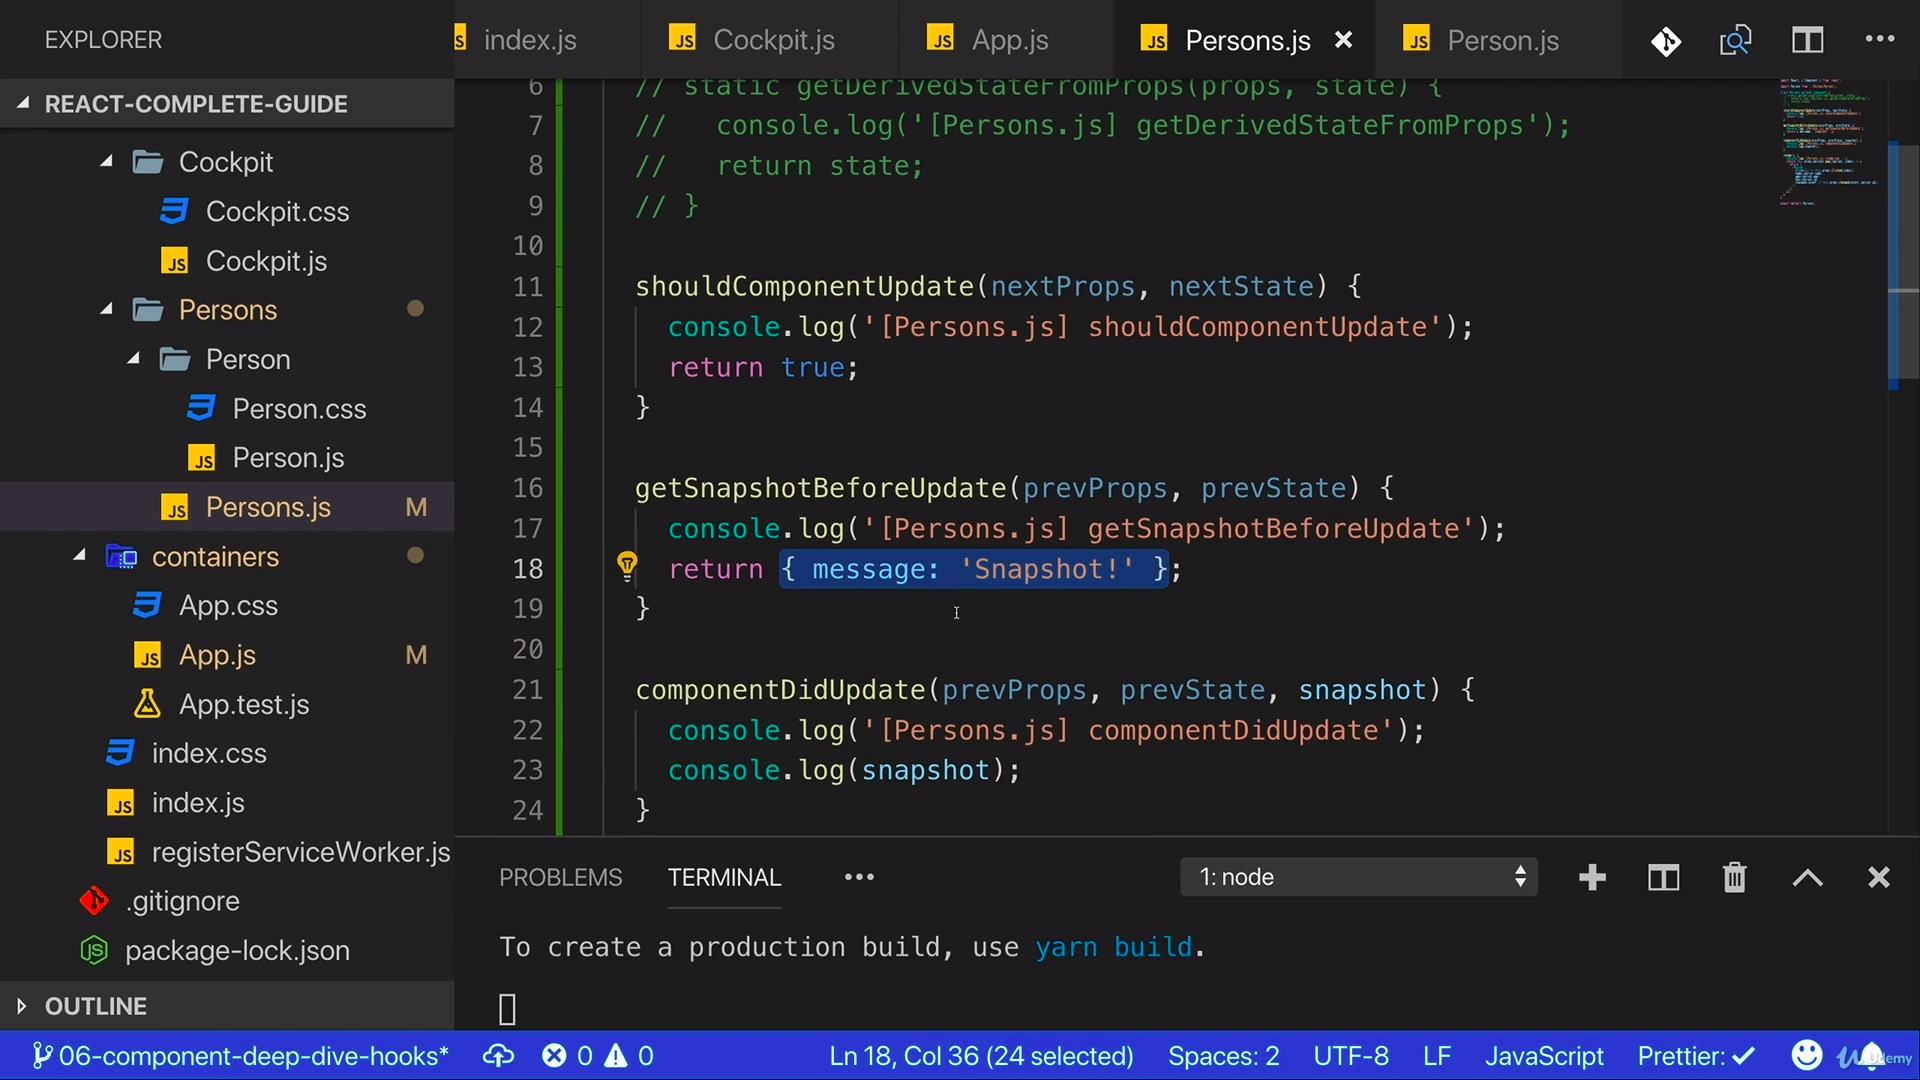 EXPLORER
index.js
Cockpit.js
App.js
Persons.js
Person.js
REACT-COMPLETE-GUIDE
Cockpit
Cockpit.css
Cockpit.js
Persons
Person
Person.css
Person.js
Persons.js M
containers
App.css
App.js M
App.test.js
index.css
index.js
registerServiceWorker.js
.gitignore
package-lock.json
OUTLINE
6 // static getDerivedStateFromProps(props, state) {
7 //   console.log('[Persons.js] getDerivedStateFromProps');
8 //   return state;
9 // }
10
11 shouldComponentUpdate(nextProps, nextState) {
12   console.log('[Persons.js] shouldComponentUpdate');
13   return true;
14 }
15
16 getSnapshotBeforeUpdate(prevProps, prevState) {
17   console.log('[Persons.js] getSnapshotBeforeUpdate');
18   return { message: 'Snapshot!' };
19 }
20
21 componentDidUpdate(prevProps, prevState, snapshot) {
22   console.log('[Persons.js] componentDidUpdate');
23   console.log(snapshot);
24 }
PROBLEMS
TERMINAL
1: node
To create a production build, use yarn build.
06-component-deep-dive-hooks*
0
0
Ln 18, Col 36 (24 selected)
Spaces: 2
UTF-8
LF
JavaScript
Prettier: ✓
Udemy